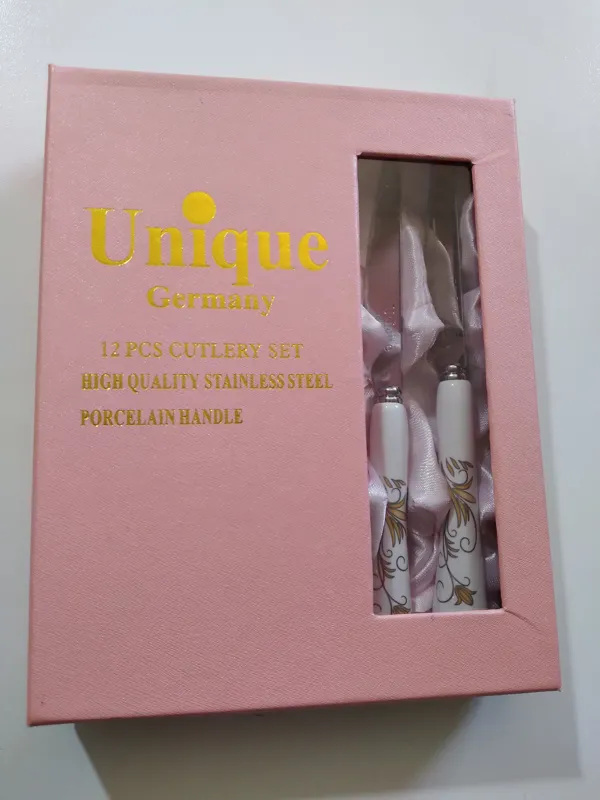 Unique
Germany
12 PCS CUTLERY SET
HIGH QUALITY STAINLESS STEEL
PORCELAIN HANDLE